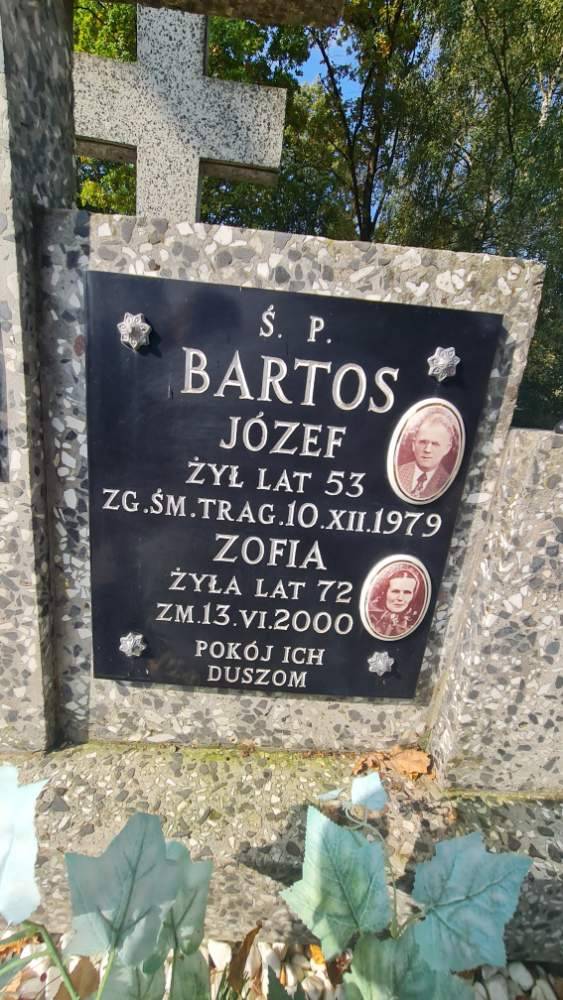 Ś. P.
BARTOS
JÓZEF
ŻYŁ LAT 53
ZG.ŚM.TRAG.10.XII.1979
ZOFIA
ŻYŁA LAT 72
ZM.13.VI.2000
POKÓJ ICH
DUSZOM